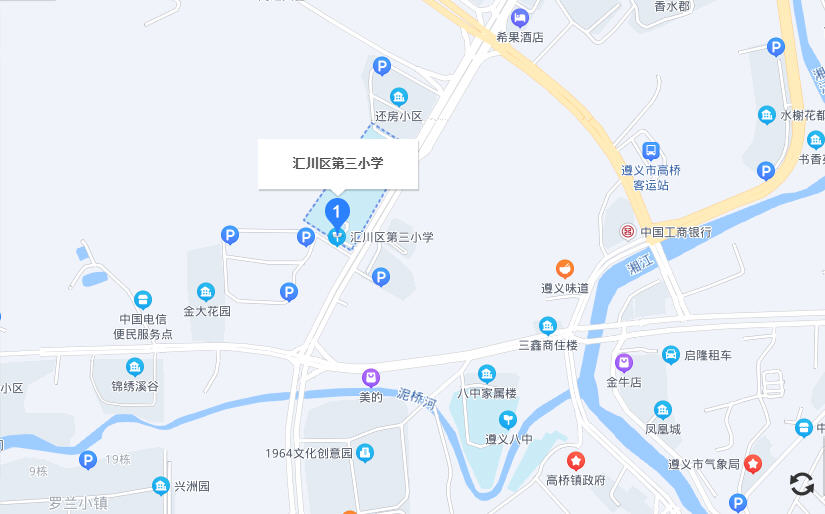 香水郡
希果酒店
P
P
还房小区
水榭花都
书香苑
湘江
遵义市高桥
客运站
P
汇川区第三小学
1
P
P
汇川区第三小学
中国工商银行
湘江
P
P
遵义味道
金大花园
中国电信
便民服务点
三鑫商住楼
启隆租车
金牛店
小区
锦绣溪谷
美的
泥桥河
八中家属楼
凤凰城
遵义八中
1964文化创意园
9栋
19栋
P
高桥镇政府
遵义市气象局
中
兴洲园
罗兰小镇
P